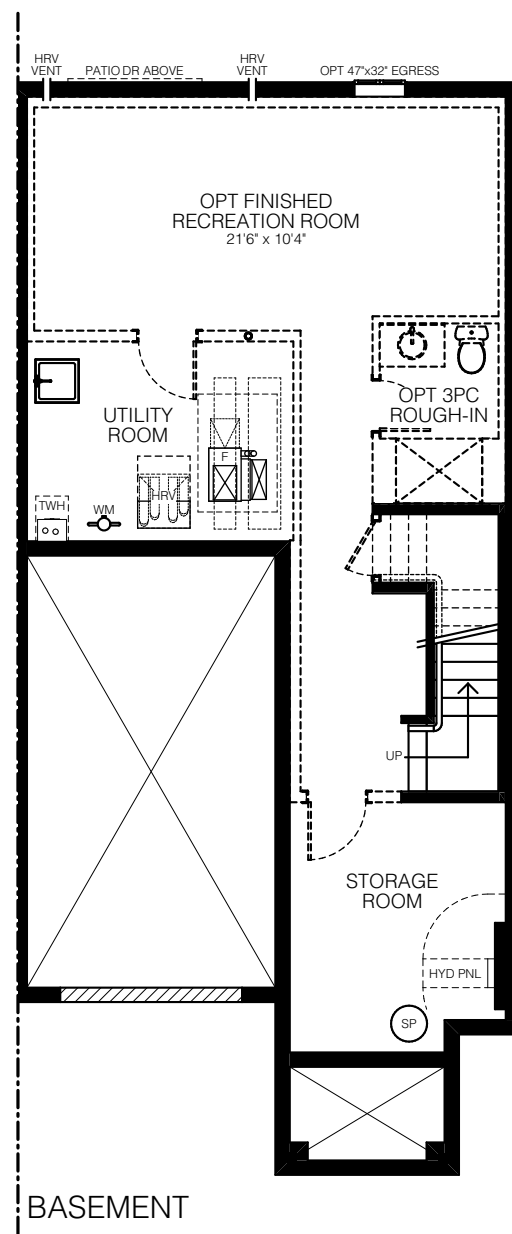 HRV
VENT
PATIO DR ABOVE
HRV
VENT
OPT 47"x32" EGRESS
OPT FINISHED
RECREATION ROOM
21'6" x 10'4"
OPT 3PC
ROUGH-IN
UTILITY
ROOM
F
HRV
TWH
WM
UP
STORAGE
ROOM
HYD PNL
SP
BASEMENT